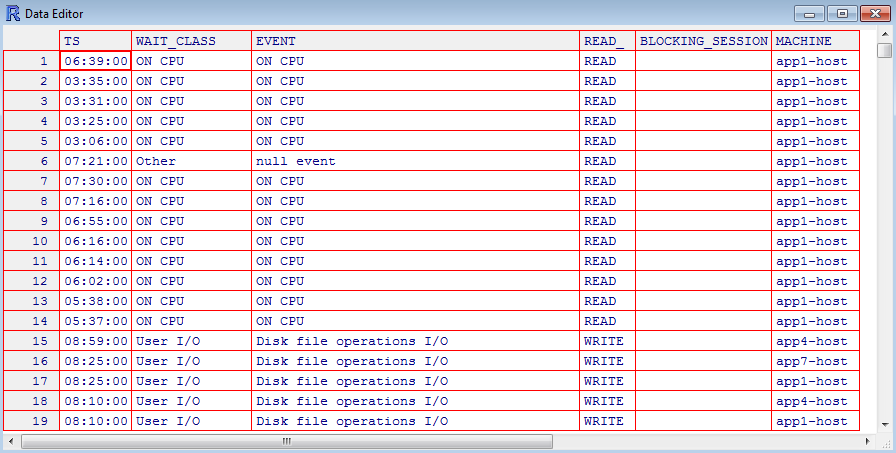 Data Editor
TS WAIT_CLASS EVENT READ_ BLOCKING_SESSION MACHINE
1 06:39:00 ON CPU ON CPU READ app1-host
2 03:35:00 ON CPU ON CPU READ app1-host
3 03:31:00 ON CPU ON CPU READ app1-host
4 03:25:00 ON CPU ON CPU READ app1-host
5 03:06:00 ON CPU ON CPU READ app1-host
6 07:21:00 Other null event READ app1-host
7 07:30:00 ON CPU ON CPU READ app1-host
8 07:16:00 ON CPU ON CPU READ app1-host
9 06:55:00 ON CPU ON CPU READ app1-host
10 06:16:00 ON CPU ON CPU READ app1-host
11 06:14:00 ON CPU ON CPU READ app1-host
12 06:02:00 ON CPU ON CPU READ app1-host
13 05:38:00 ON CPU ON CPU READ app1-host
14 05:37:00 ON CPU ON CPU READ app1-host
15 08:59:00 User I/O Disk file operations I/O WRITE app4-host
16 08:25:00 User I/O Disk file operations I/O WRITE app7-host
17 08:25:00 User I/O Disk file operations I/O WRITE app1-host
18 08:10:00 User I/O Disk file operations I/O WRITE app4-host
19 08:10:00 User I/O Disk file operations I/O WRITE app1-host